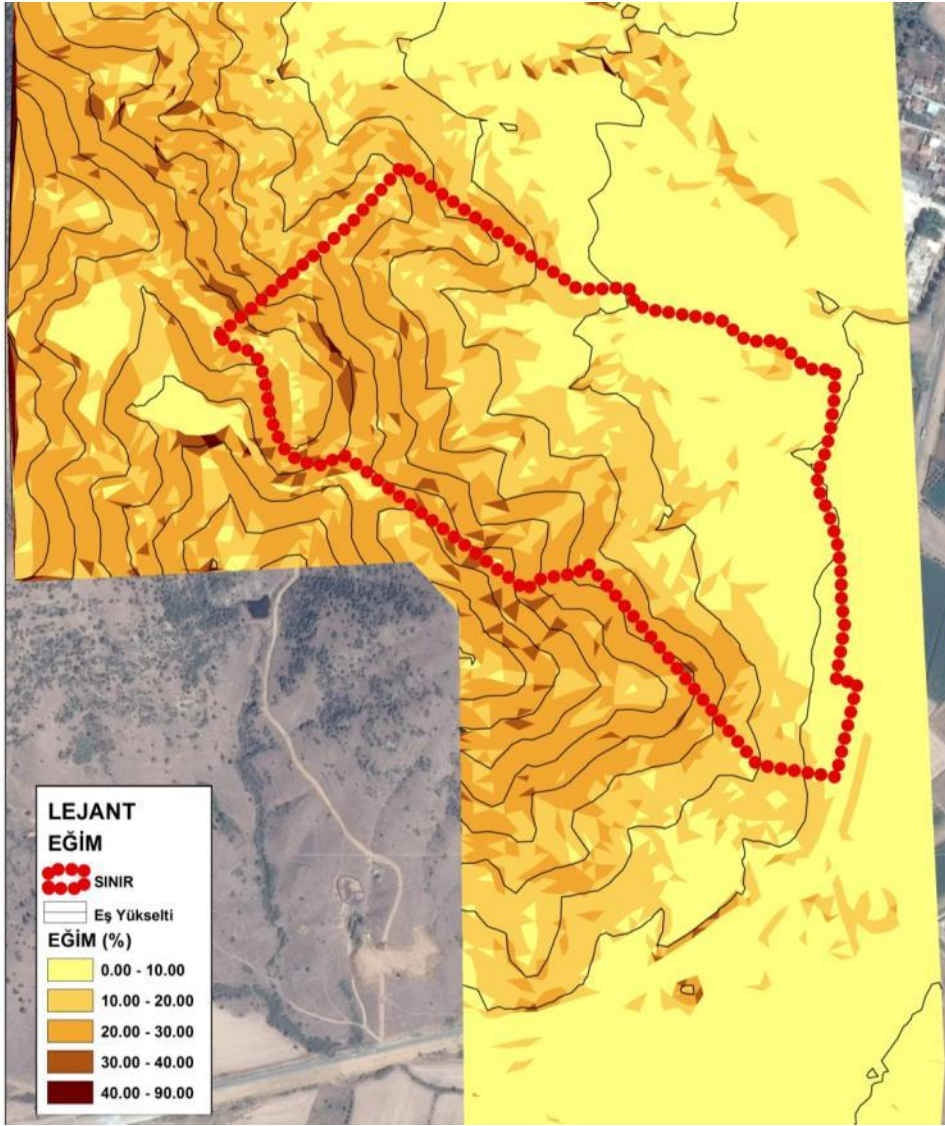 LEJANT
EĞİM
SINIR
Eş Yükselti
EĞİM (%)
0.00 - 10.00
10.00 - 20.00
20.00 - 30.00
30.00 - 40.00
40.00 - 90.00